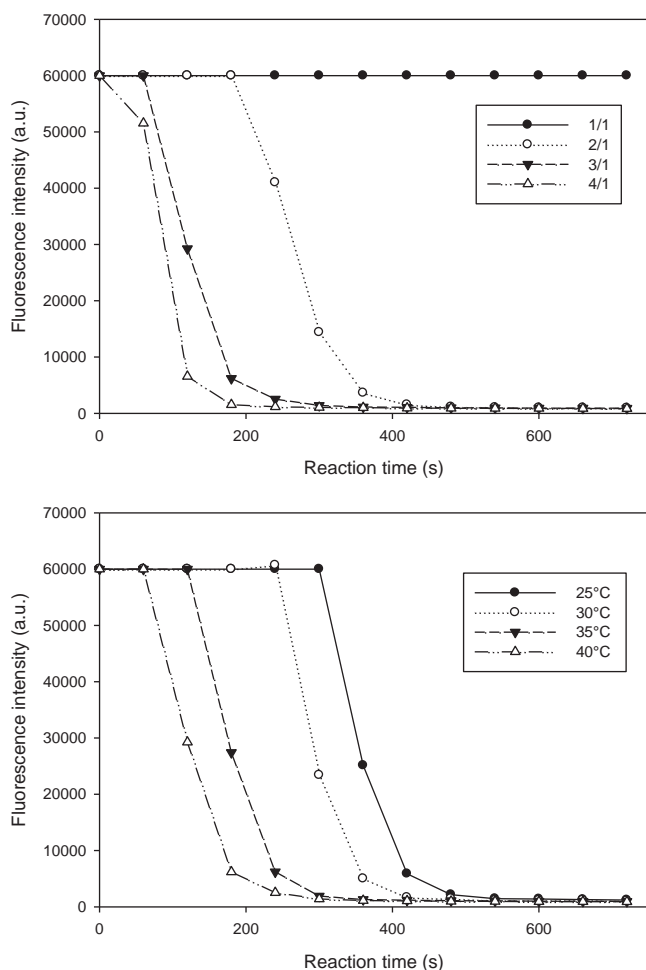 70000
60000
50000
40000
30000
20000
10000
0
Fluorescence intensity (a.u.)
1/1
2/1
3/1
4/1
0 200 400 600
Reaction time (s)
70000
60000
50000
40000
30000
20000
10000
0
Fluorescence intensity (a.u.)
25°C
30°C
35°C
40°C
0 200 400 600
Reaction time (s)